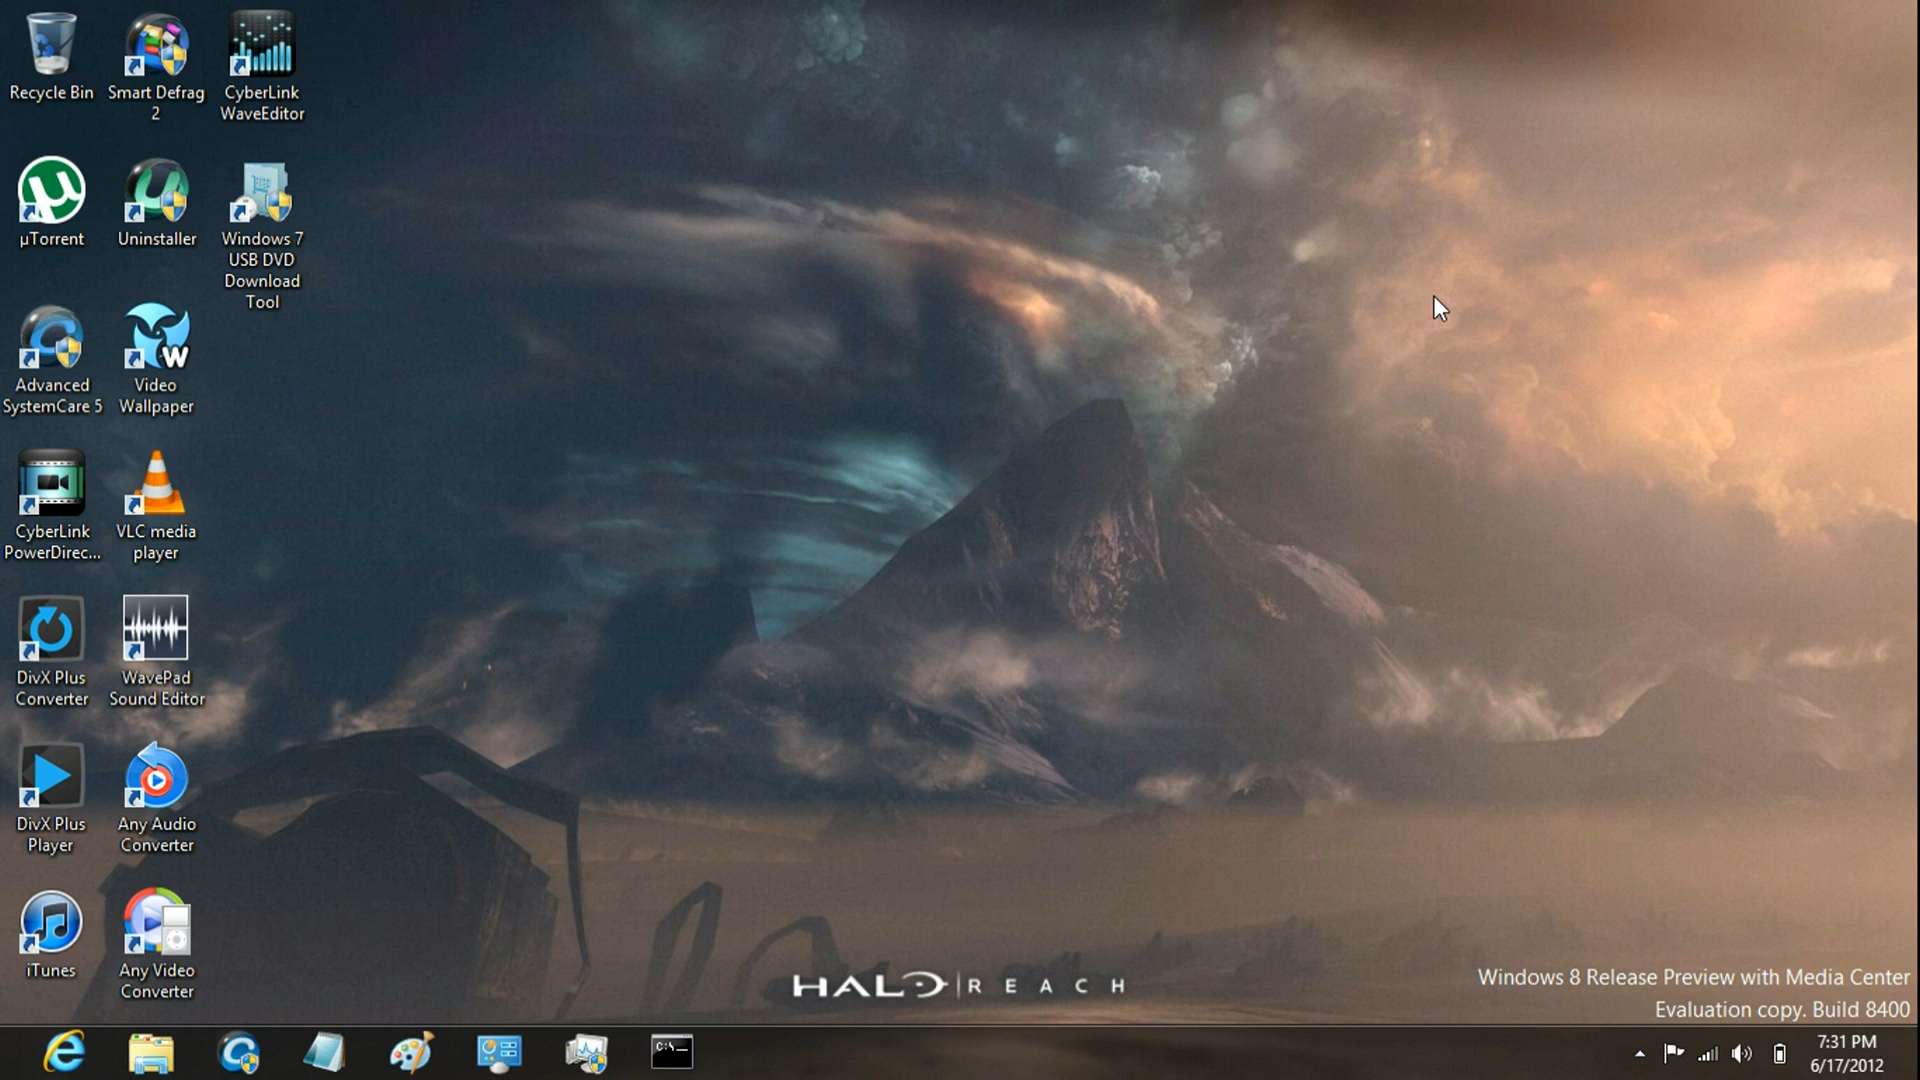 Recycle Bin
Smart Defrag
2
CyberLink
WaveEditor
µTorrent
Uninstaller
Windows 7
USB DVD
Download
Tool
Advanced
SystemCare 5
Video
Wallpaper
W
CyberLink
PowerDirec...
VLC media
player
DivX Plus
Converter
WavePad
Sound Editor
DivX Plus
Player
Any Audio
Converter
iTunes
Any Video
Converter
HALO | REACH
Windows 8 Release Preview with Media Center
Evaluation copy. Build 8400
C:\_
7:31 PM
6/17/2012